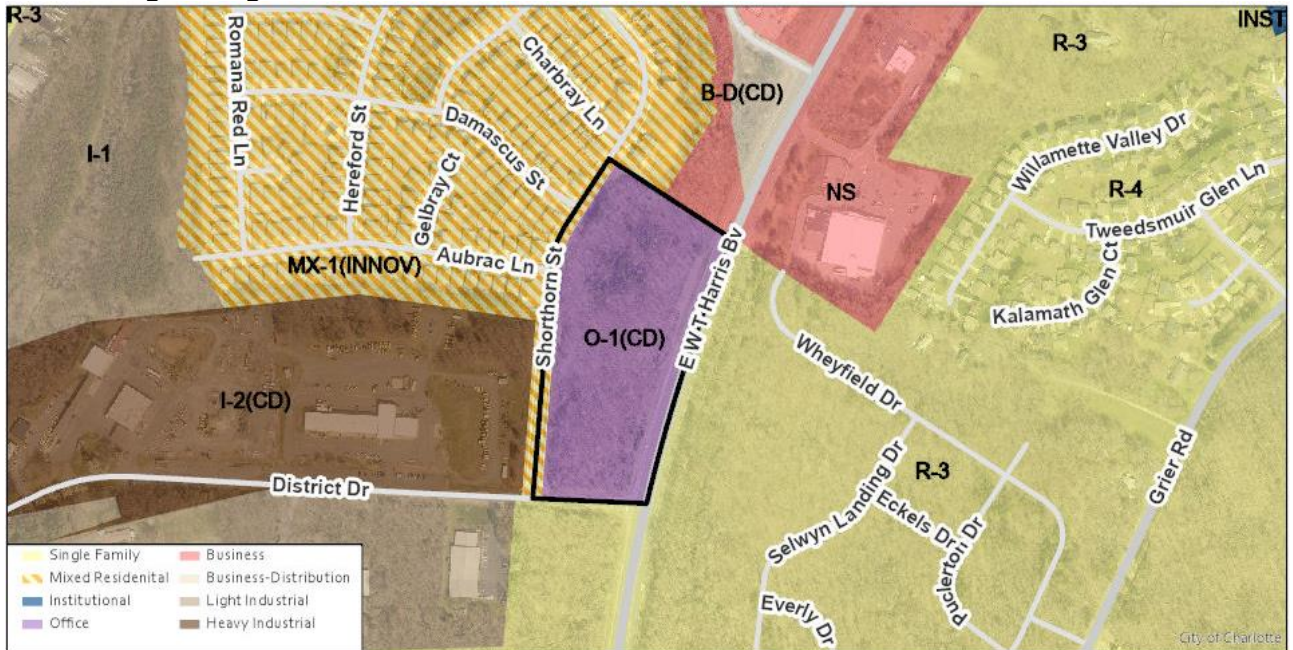 R-3
INST
Romana Red Ln
Charbray Ln
R-3
B-D(CD)
Hereford St
Damascus St
I-1
Willamette Valley Dr
Gelbray Ct
R-4
NS
Tweedsmuir Glen Ln
Aubrac Ln
MX-1(INNOV)
Shorthorn St
E W.T. Harris Bv
Kalamath Glen Ct
O-1(CD)
Wheyfield Dr
I-2(CD)
Grier Rd
R-3
District Dr
Selwyn Landing Dr
Eckels Dr
Punclerton Dr
Everly Dr
Single Family
Business
Mixed Residenital
Business-Distribution
Institutional
Light Industrial
Office
Heavy Industrial
City of Charlotte